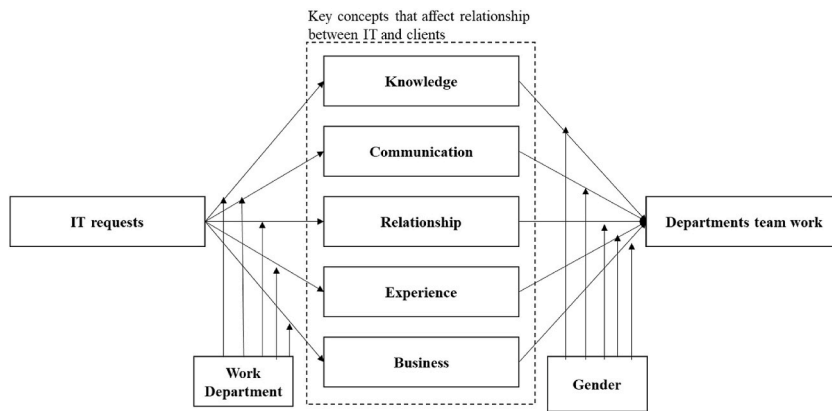 Key concepts that affect relationship
between IT and clients
Knowledge
Communication
IT requests
Relationship
Departments team work
Experience
Business
Work
Department
Gender